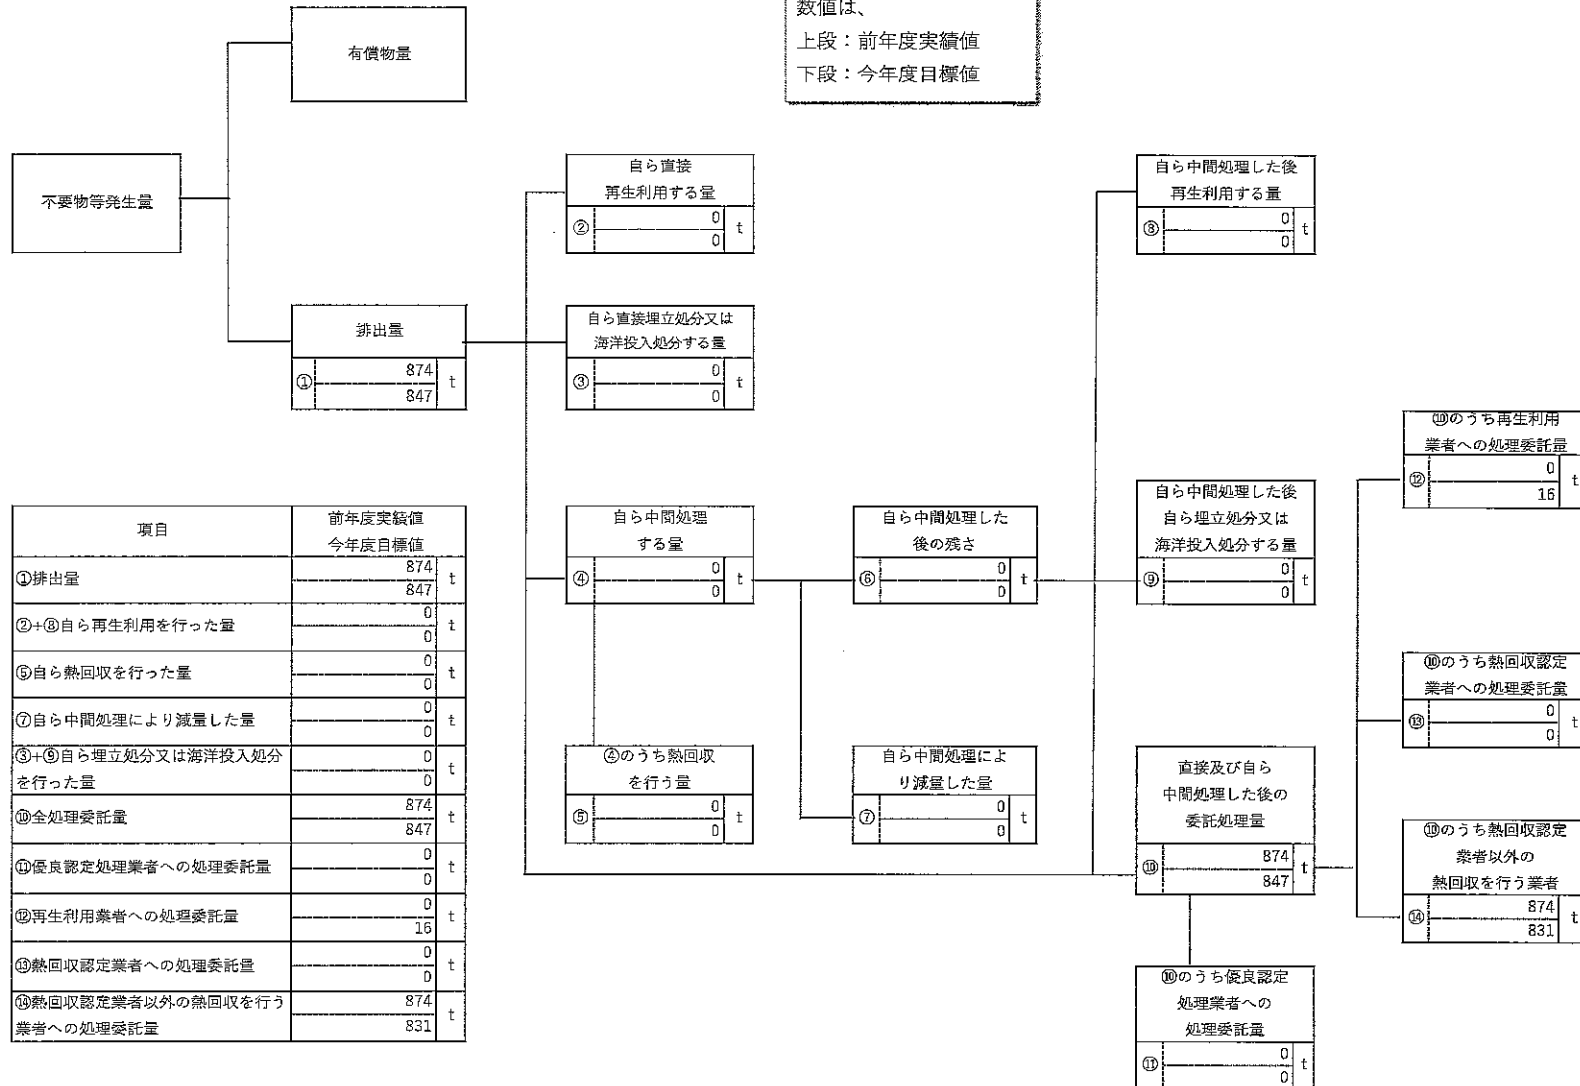 数値は、
上段：前年度実績値
下段：今年度目標値
有償物量
不要物等発生量
排出量
①
874
847
t
自ら直接
再生利用する量
②
0
0
t
自ら直接埋立処分又は
海洋投入処分する量
③
0
0
t
自ら中間処理
する量
④
0
0
t
④のうち熱回収
を行う量
⑤
0
0
t
自ら中間処理した
後の残さ
⑥
0
0
t
自ら中間処理によ
り減量した量
⑦
0
0
t
自ら中間処理した後
再生利用する量
⑧
0
0
t
自ら中間処理した後
自ら埋立処分又は
海洋投入処分する量
⑨
0
0
t
直接及び自ら
中間処理した後の
委託処理量
⑩
874
847
t
⑩のうち優良認定
処理業者への
処理委託量
⑪
0
0
t
⑩のうち再生利用
業者への処理委託量
⑫
0
16
t
⑩のうち熱回収認定
業者への処理委託量
⑬
0
0
t
⑩のうち熱回収認定
業者以外の
熱回収を行う業者
⑭
874
831
t
項目
前年度実績値
今年度目標値
①排出量
874
847
t
②+⑧自ら再生利用を行った量
0
0
t
⑤自ら熱回収を行った量
0
0
t
⑦自ら中間処理により減量した量
0
0
t
③+⑨自ら埋立処分又は海洋投入処分
を行った量
0
0
t
⑩全処理委託量
874
847
t
⑪優良認定処理業者への処理委託量
0
0
t
⑫再生利用業者への処理委託量
0
16
t
⑬熱回収認定業者への処理委託量
0
0
t
⑭熱回収認定業者以外の熱回収を行う
業者への処理委託量
874
831
t